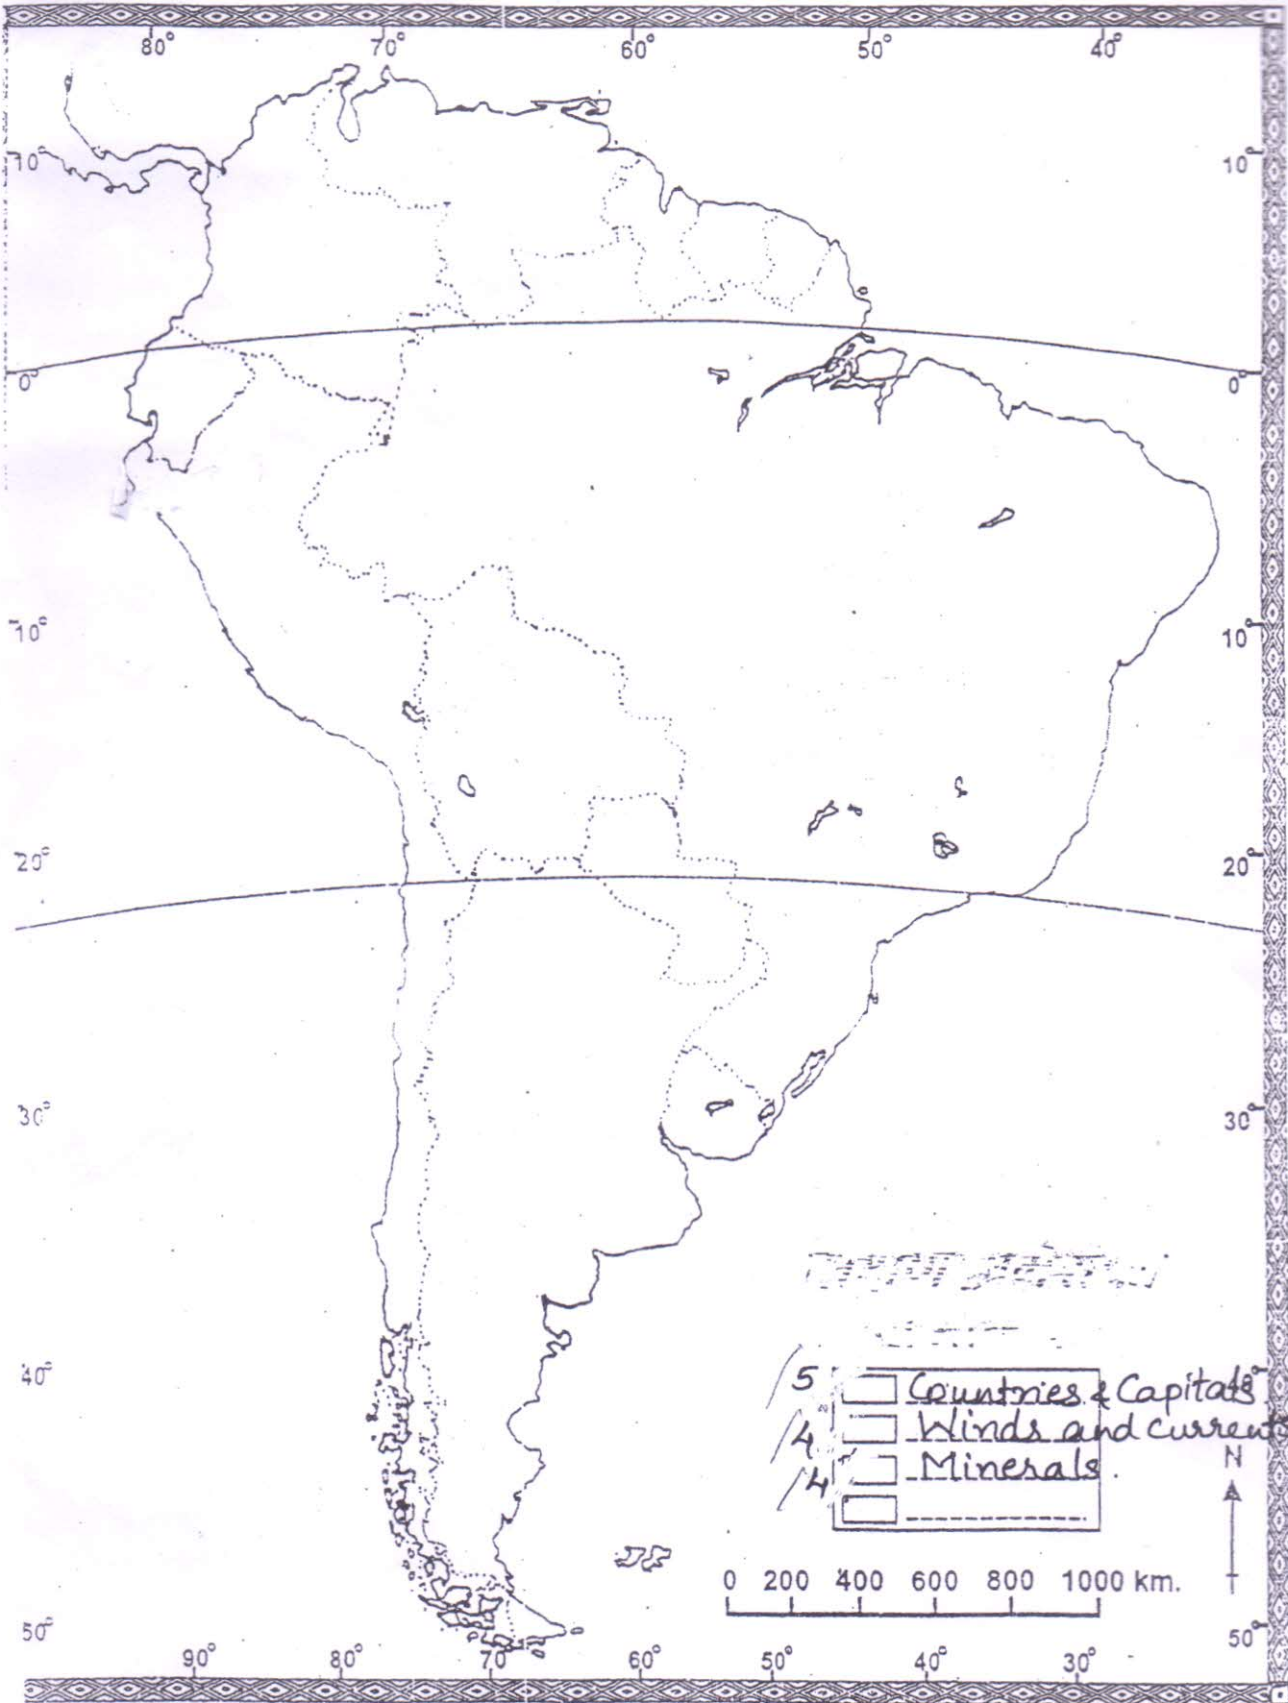 80° 70° 60° 50° 40°
10° 10°
0° 0°
10° 10°
20° 20°
30° 30°
40°
5 Countries & Capitals
4 Winds and Currents
4 Minerals
N
0 200 400 600 800 1000 km.
50° 50°
90° 80° 70° 60° 50° 40° 30°